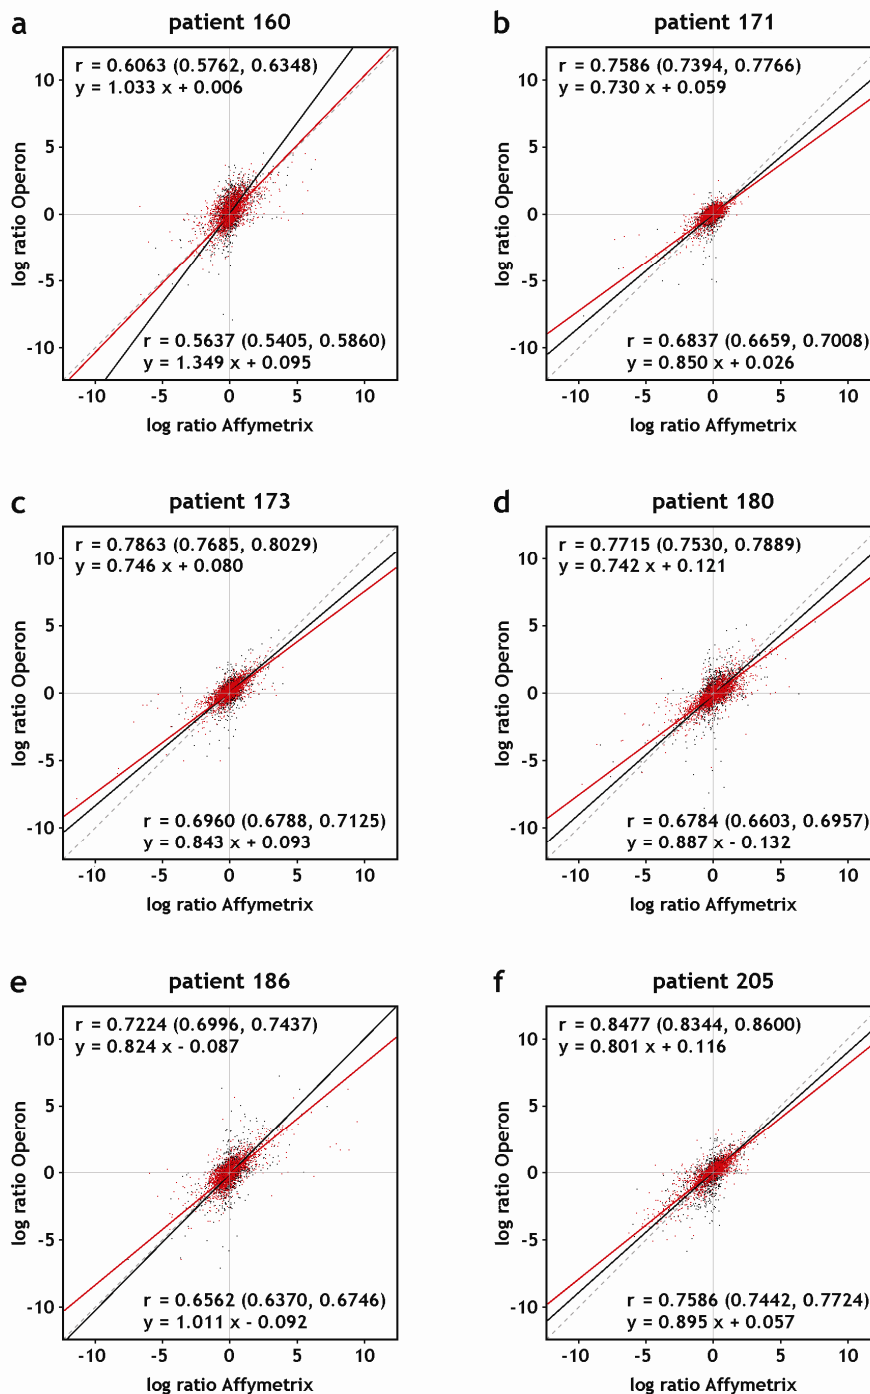 a
patient 160
r = 0.6063 (0.5762, 0.6348)
y = 1.033 x + 0.006
10
5
0
-5
-10
log ratio Operon
r = 0.5637 (0.5405, 0.5860)
y = 1.349 x + 0.095
-10 -5 0 5 10
log ratio Affymetrix
b
patient 171
r = 0.7586 (0.7394, 0.7766)
y = 0.730 x + 0.059
10
5
0
-5
-10
log ratio Operon
r = 0.6837 (0.6659, 0.7008)
y = 0.850 x + 0.026
-10 -5 0 5 10
log ratio Affymetrix
c
patient 173
r = 0.7863 (0.7685, 0.8029)
y = 0.746 x + 0.080
10
5
0
-5
-10
log ratio Operon
r = 0.6960 (0.6788, 0.7125)
y = 0.843 x + 0.093
-10 -5 0 5 10
log ratio Affymetrix
d
patient 180
r = 0.7715 (0.7530, 0.7889)
y = 0.742 x + 0.121
10
5
0
-5
-10
log ratio Operon
r = 0.6784 (0.6603, 0.6957)
y = 0.887 x - 0.132
-10 -5 0 5 10
log ratio Affymetrix
e
patient 186
r = 0.7224 (0.6996, 0.7437)
y = 0.824 x - 0.087
10
5
0
-5
-10
log ratio Operon
r = 0.6562 (0.6370, 0.6746)
y = 1.011 x - 0.092
-10 -5 0 5 10
log ratio Affymetrix
f
patient 205
r = 0.8477 (0.8344, 0.8600)
y = 0.801 x + 0.116
10
5
0
-5
-10
log ratio Operon
r = 0.7586 (0.7442, 0.7724)
y = 0.895 x + 0.057
-10 -5 0 5 10
log ratio Affymetrix